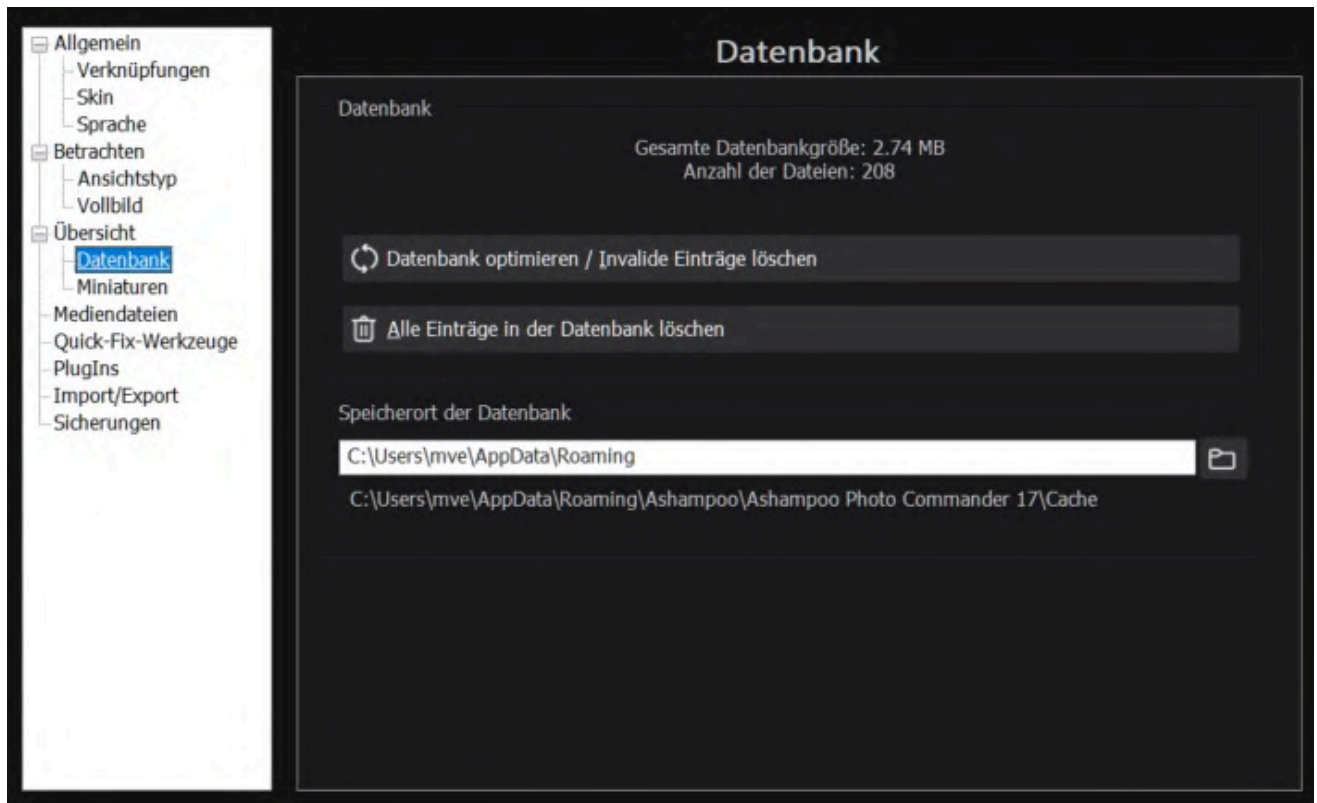 Allgemein
Verknüpfungen
Skin
Sprache
Betrachten
Ansichtstyp
Vollbild
Übersicht
Datenbank
Miniaturen
Mediendateien
Quick-Fix-Werkzeuge
PlugIns
Import/Export
Sicherungen
Datenbank
Datenbank
Gesamte Datenbankgröße: 2.74 MB
Anzahl der Dateien: 208
Datenbank optimieren / Invalide Einträge löschen
Alle Einträge in der Datenbank löschen
Speicherort der Datenbank
C:\Users\mve\AppData\Roaming
C:\Users\mve\AppData\Roaming\Ashampoo\Ashampoo Photo Commander 17\Cache